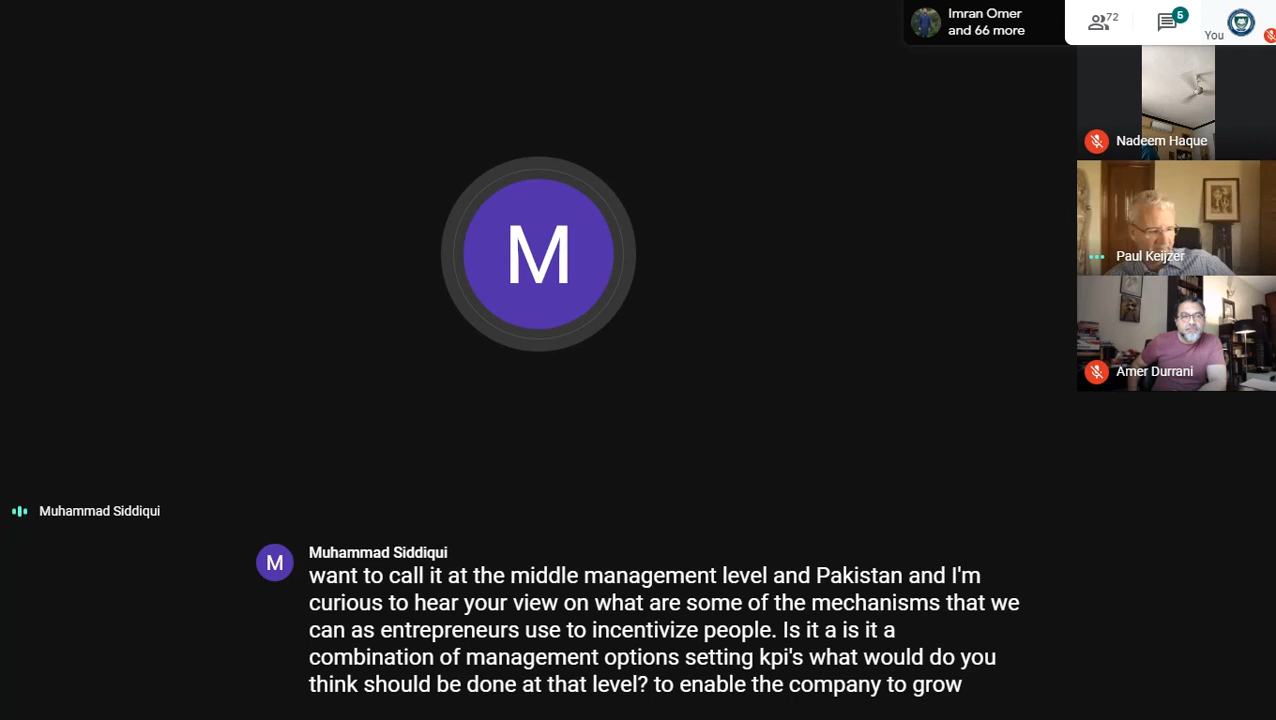 Imran Omer
and 66 more
72
5
You
Nadeem Haque
Paul Keijzer
Amer Durrani
M
Muhammad Siddiqui
M
Muhammad Siddiqui
want to call it at the middle management level and Pakistan and I'm
curious to hear your view on what are some of the mechanisms that we
can as entrepreneurs use to incentivize people. Is it a is it a
combination of management options setting kpi's what would do you
think should be done at that level? to enable the company to grow